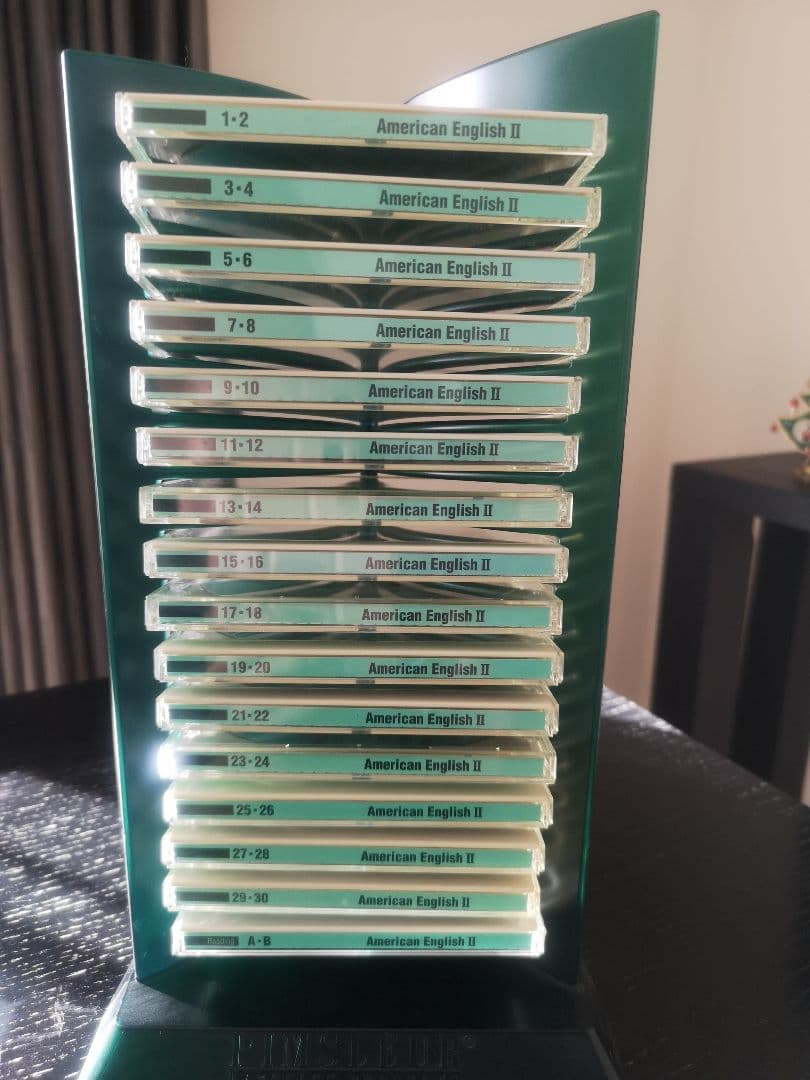 1·2 American English II
3·4 American English II
5·6 American English II
7·8 American English II
9·10 American English II
11·12 American English II
13·14 American English II
15·16 American English II
17·18 American English II
19·20 American English II
21·22 American English II
23·24 American English II
25·26 American English II
27·28 American English II
29·30 American English II
Reading A·B American English II
PIMSLEUR®